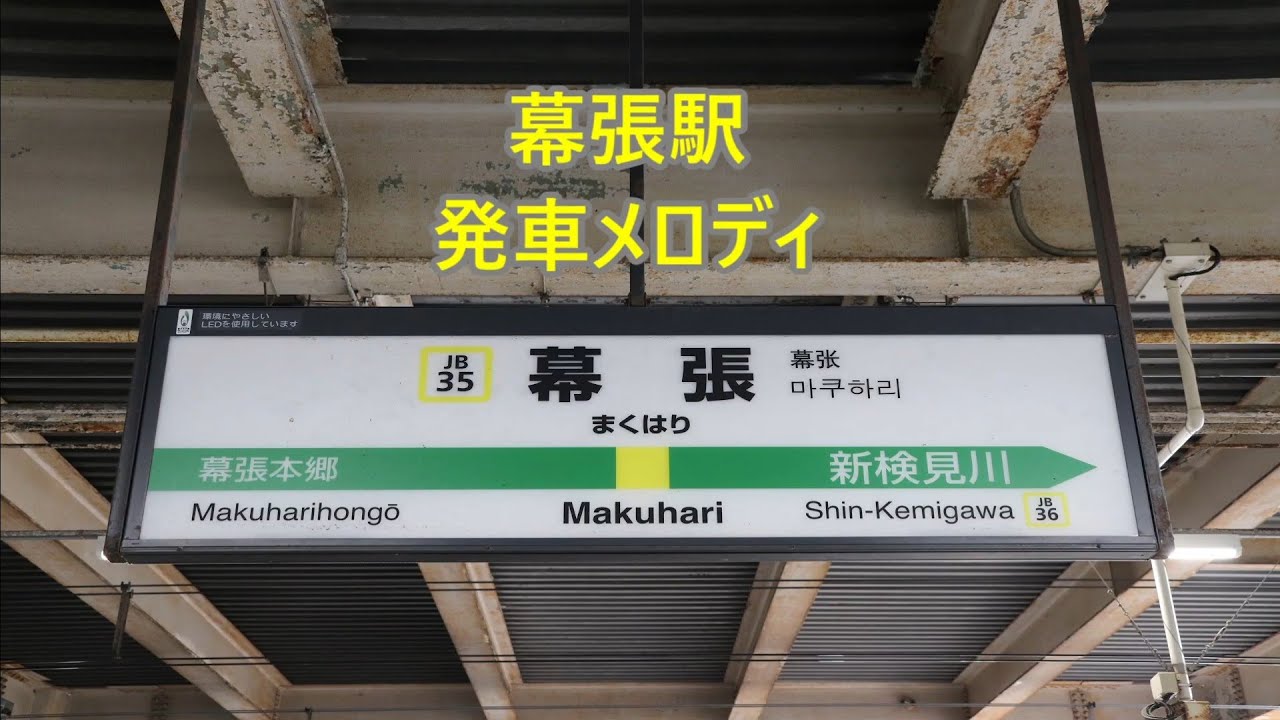 幕張駅
発車メロディ
環境にやさしい
LEDを使用しています
JB
35
幕張
幕张
마쿠하리
まくはり
幕張本郷
新検見川
Makuharihongō
Makuhari
Shin-Kemigawa
JB
36